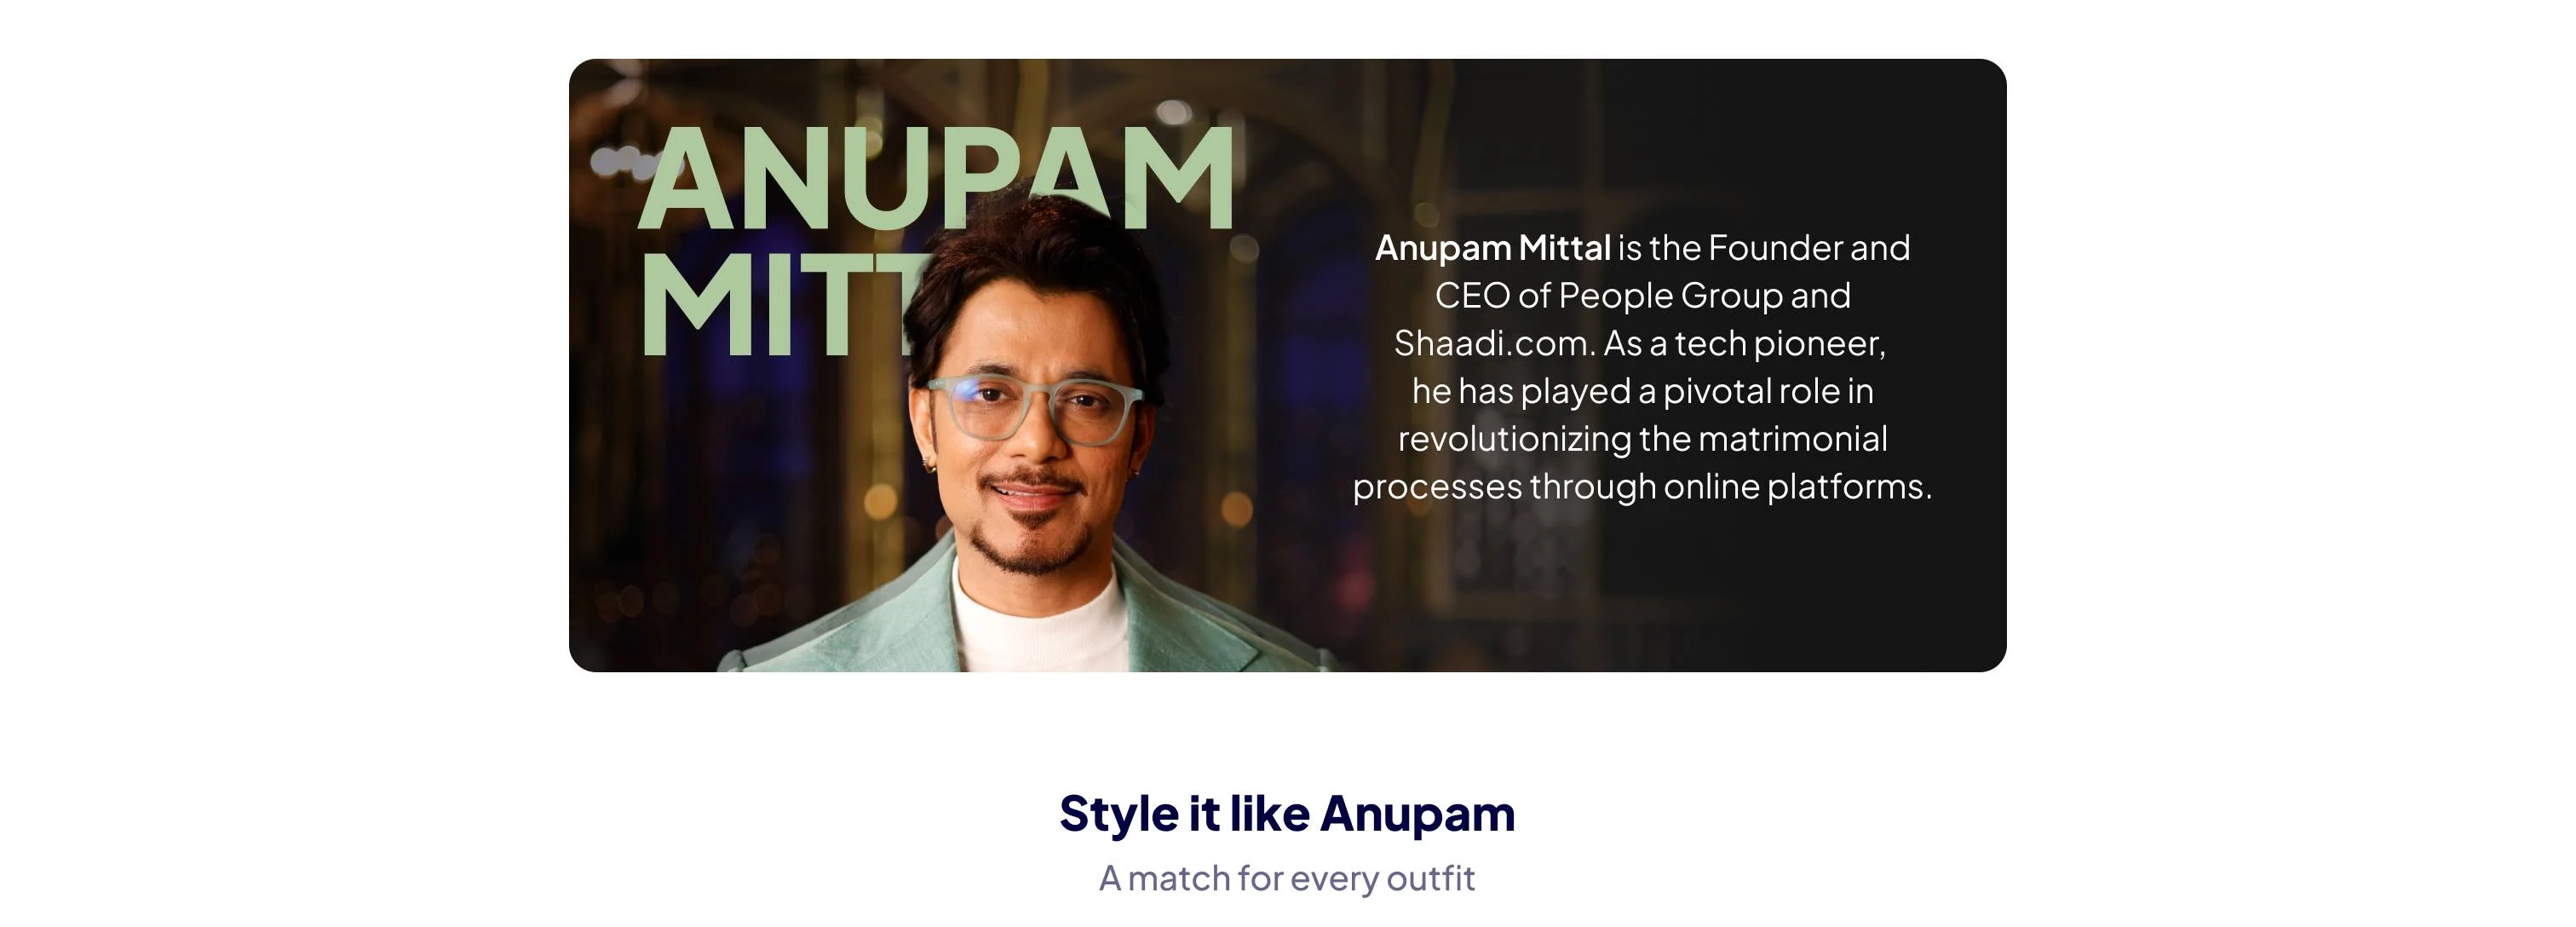 ANUPAM
MITT
Anupam Mittal is the Founder and
CEO of People Group and
Shaadi.com. As a tech pioneer,
he has played a pivotal role in
revolutionizing the matrimonial
processes through online platforms.
Style it like Anupam
A match for every outfit